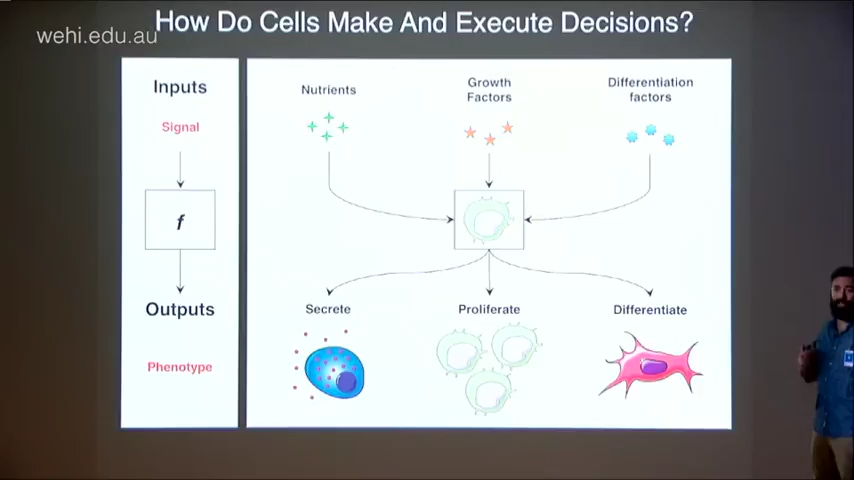 How Do Cells Make And Execute Decisions?
wehi.edu.au
Inputs
Signal
f
Outputs
Phenotype
Nutrients
Growth
Factors
Differentiation
factors
Secrete
Proliferate
Differentiate